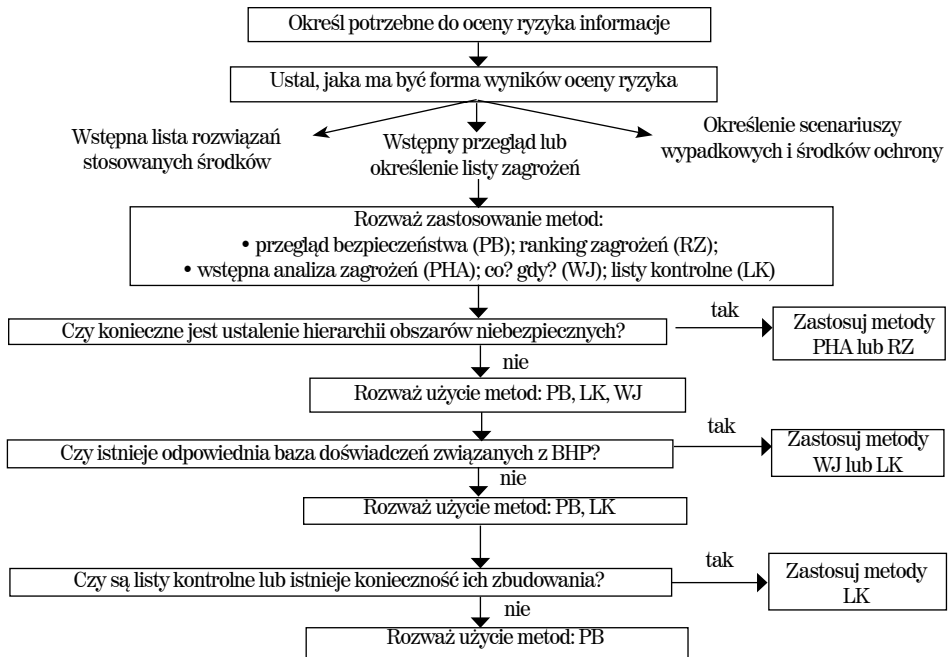 Określ potrzebne do oceny ryzyka informacje
Ustal, jaka ma być forma wyników oceny ryzyka
Wstępna lista rozwiązań
stosowanych środków
Wstępny przegląd lub
określenie listy zagrożeń
Określenie scenariuszy
wypadkowych i środków ochrony
Rozważ zastosowanie metod:
• przegląd bezpieczeństwa (PB); ranking zagrożeń (RZ);
• wstępna analiza zagrożeń (PHA); co? gdy? (WJ); listy kontrolne (LK)
Czy konieczne jest ustalenie hierarchii obszarów niebezpiecznych?
tak
Zastosuj metody
PHA lub RZ
nie
Rozważ użycie metod: PB, LK, WJ
Czy istnieje odpowiednia baza doświadczeń związanych z BHP?
tak
Zastosuj metody
WJ lub LK
nie
Rozważ użycie metod: PB, LK
Czy są listy kontrolne lub istnieje konieczność ich zbudowania?
tak
Zastosuj metody
LK
nie
Rozważ użycie metod: PB